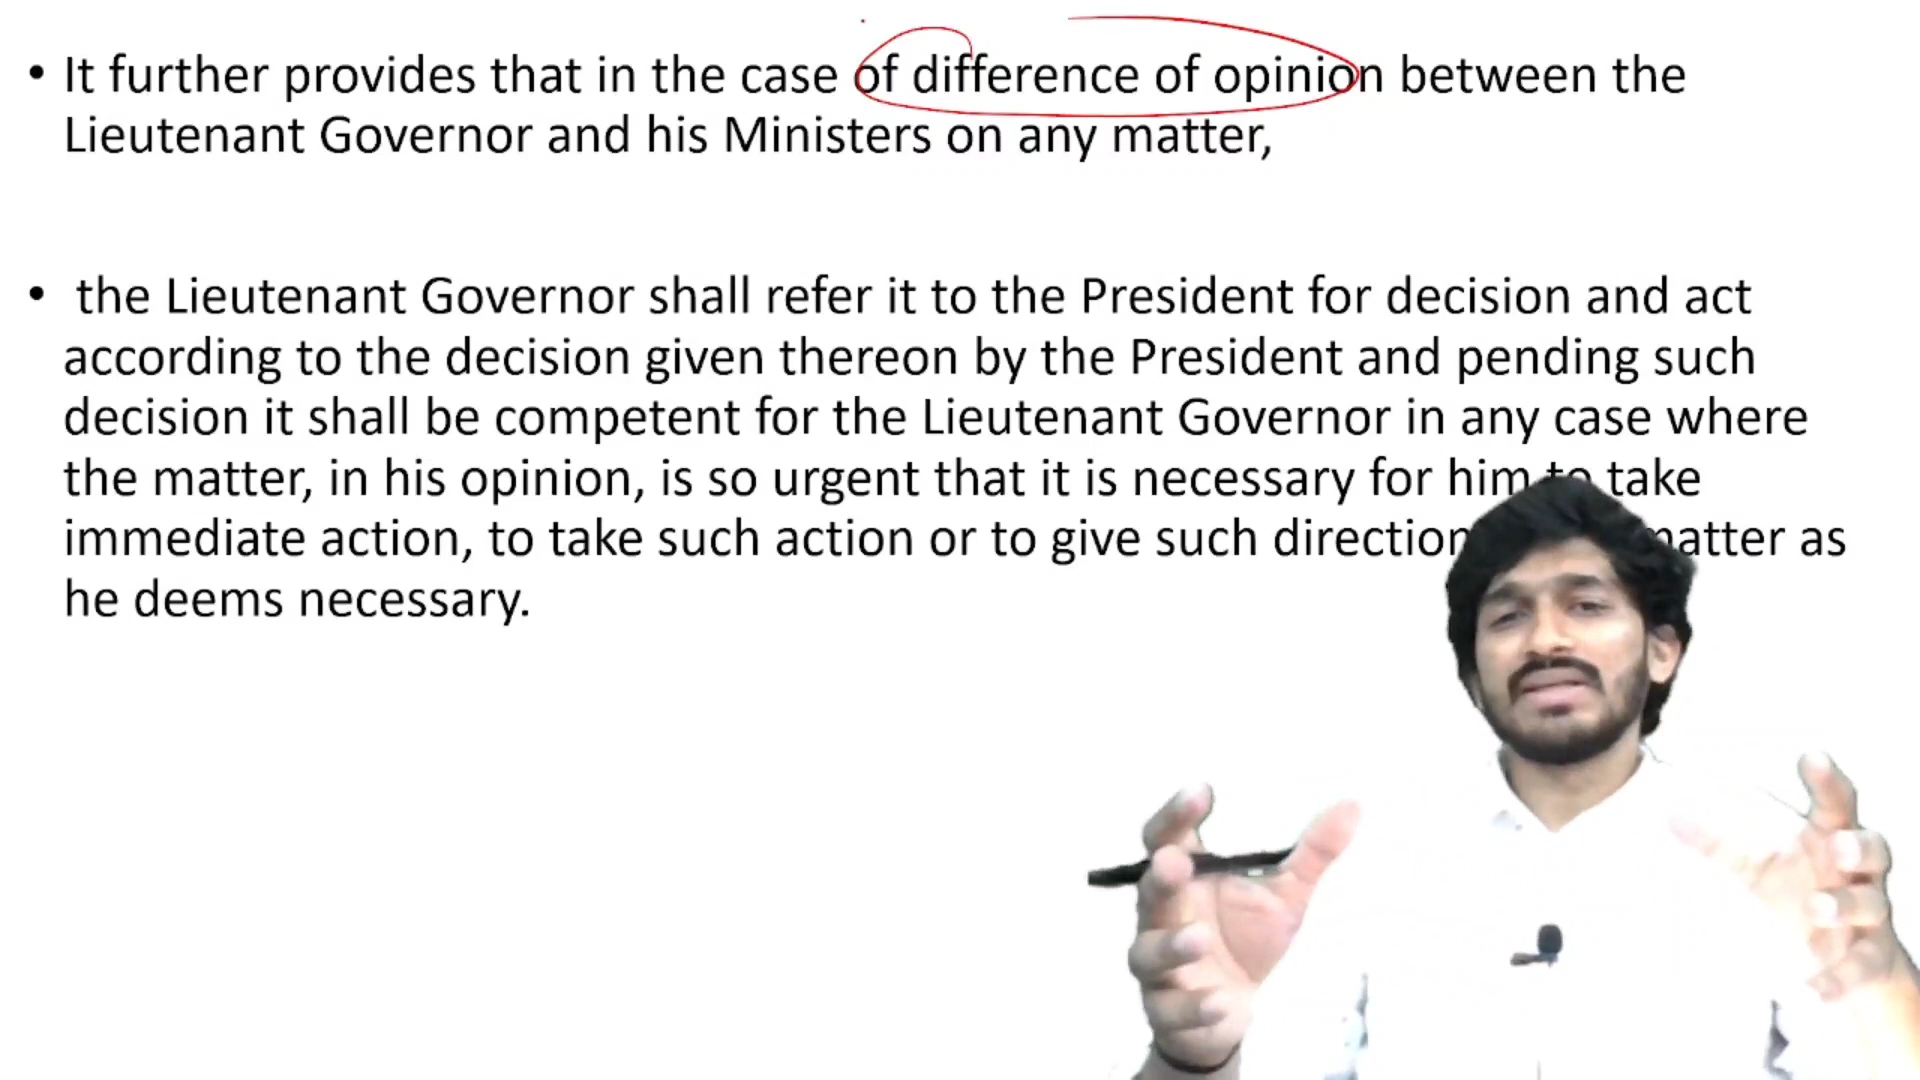 • It further provides that in the case of difference of opinion between the
Lieutenant Governor and his Ministers on any matter,
• the Lieutenant Governor shall refer it to the President for decision and act
according to the decision given thereon by the President and pending such
decision it shall be competent for the Lieutenant Governor in any case where
the matter, in his opinion, is so urgent that it is necessary for him to take
immediate action, to take such action or to give such direction matter as
he deems necessary.